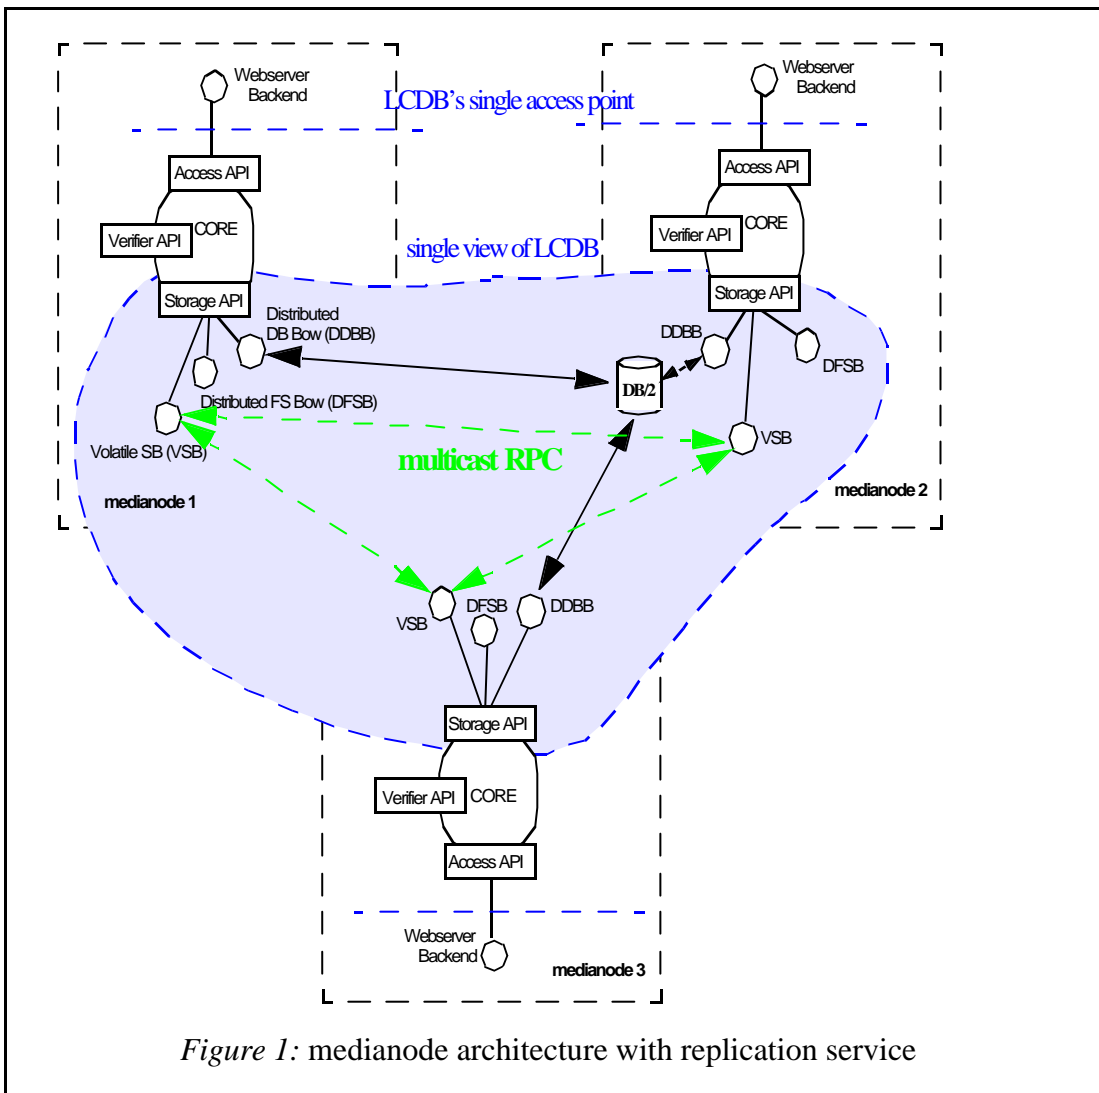 Webserver
Backend
LCDB's single access point
Webserver
Backend
Access API
Access API
Verifier API
CORE
Verifier API
CORE
single view of LCDB
Storage API
Storage API
Distributed
DB Bow (DDBB)
DDBB
DFSB
DB/2
Distributed FS Bow (DFSB)
Volatile SB (VSB)
VSB
multicast RPC
medianode 1
medianode 2
VSB
DFSB
DDBB
Storage API
Verifier API
CORE
Access API
Webserver
Backend
medianode 3
Figure 1: medianode architecture with replication service